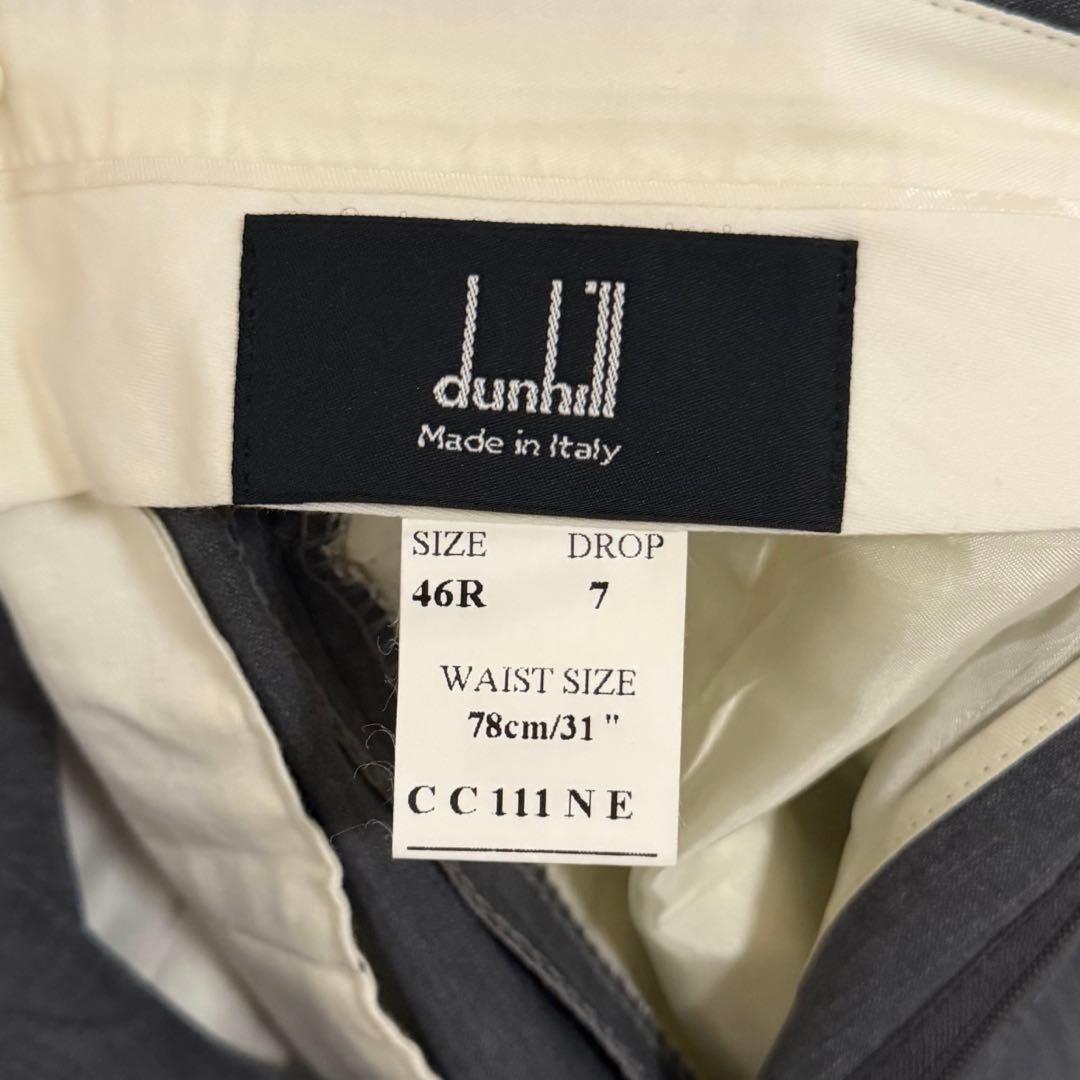 dunhill
Made in Italy
SIZE DROP
46R 7
WAIST SIZE
78cm/31 "
C C 111 N E